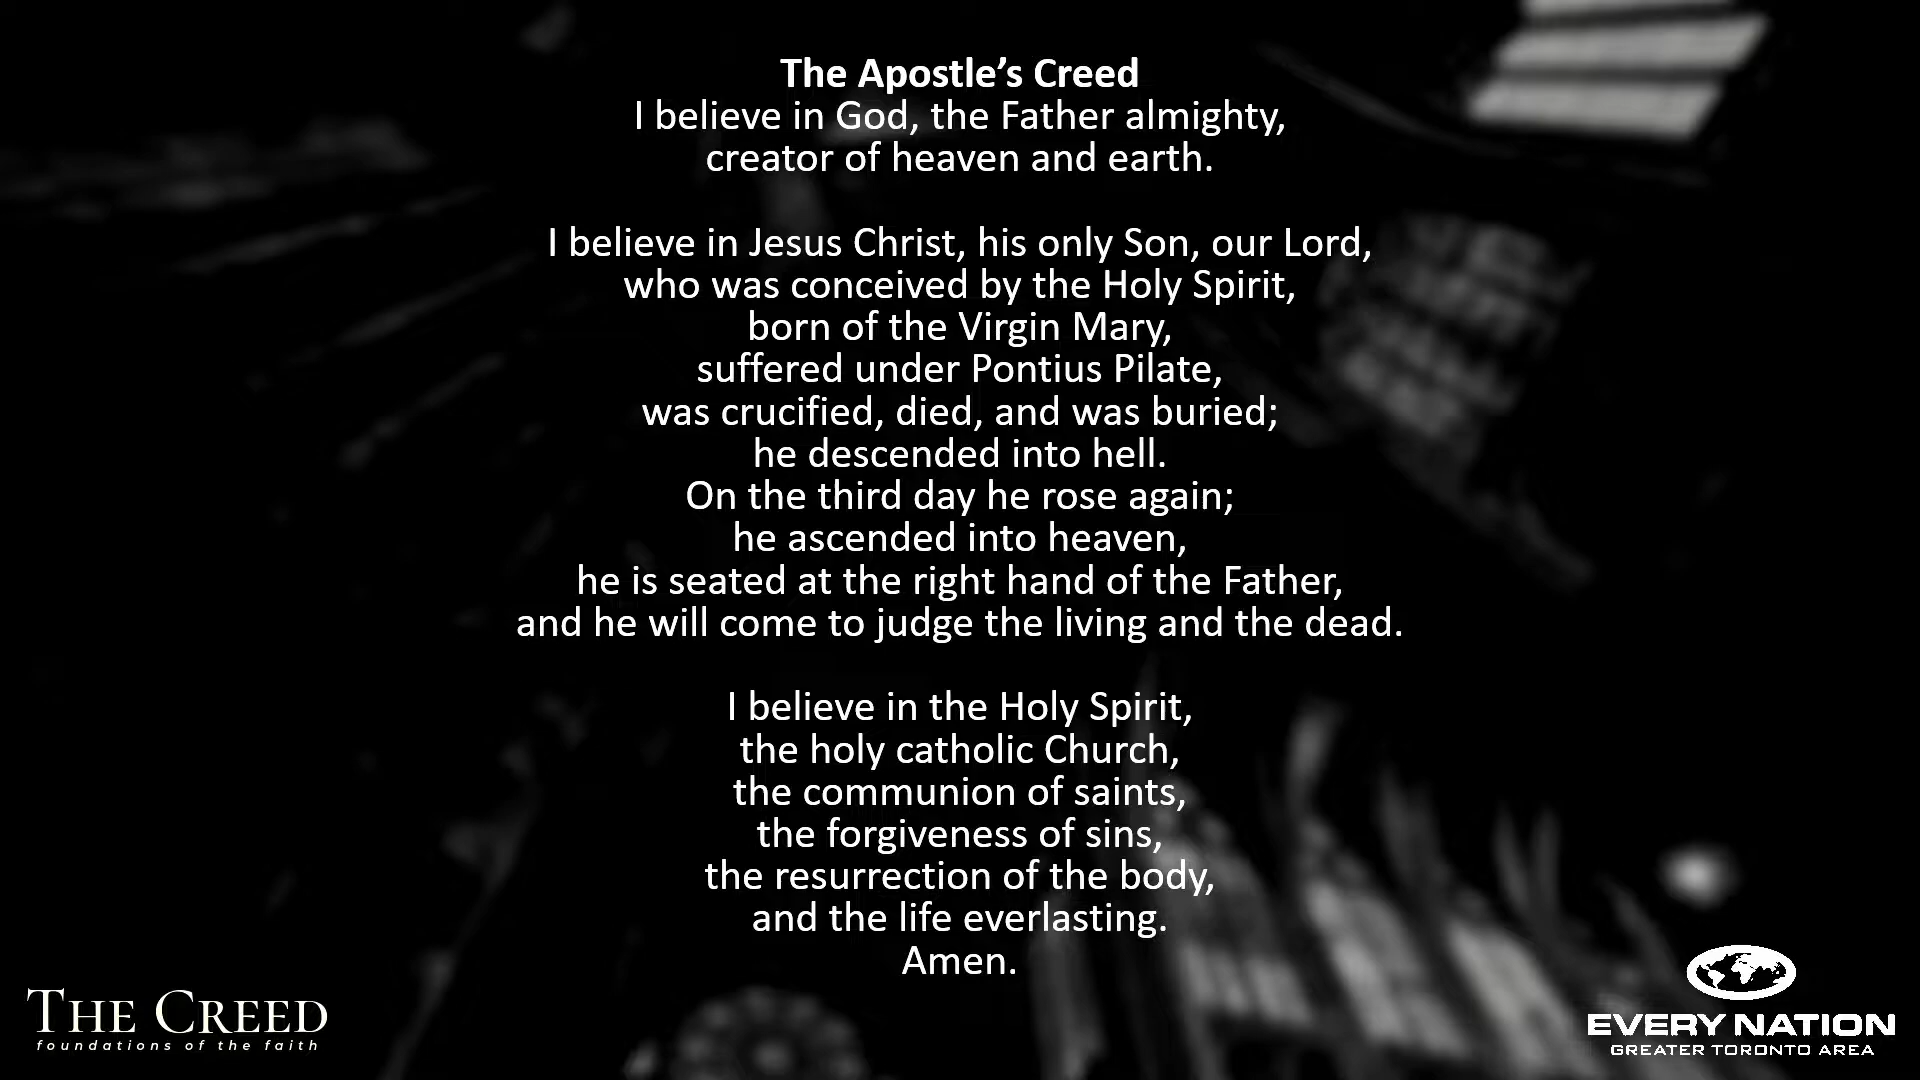 The Apostle’s Creed
I believe in God, the Father almighty,
creator of heaven and earth.
I believe in Jesus Christ, his only Son, our Lord,
who was conceived by the Holy Spirit,
born of the Virgin Mary,
suffered under Pontius Pilate,
was crucified, died, and was buried;
he descended into hell.
On the third day he rose again;
he ascended into heaven,
he is seated at the right hand of the Father,
and he will come to judge the living and the dead.
I believe in the Holy Spirit,
the holy catholic Church,
the communion of saints,
the forgiveness of sins,
the resurrection of the body,
and the life everlasting.
Amen.
THE CREED
foundations of the faith
EVERY NATION
GREATER TORONTO AREA